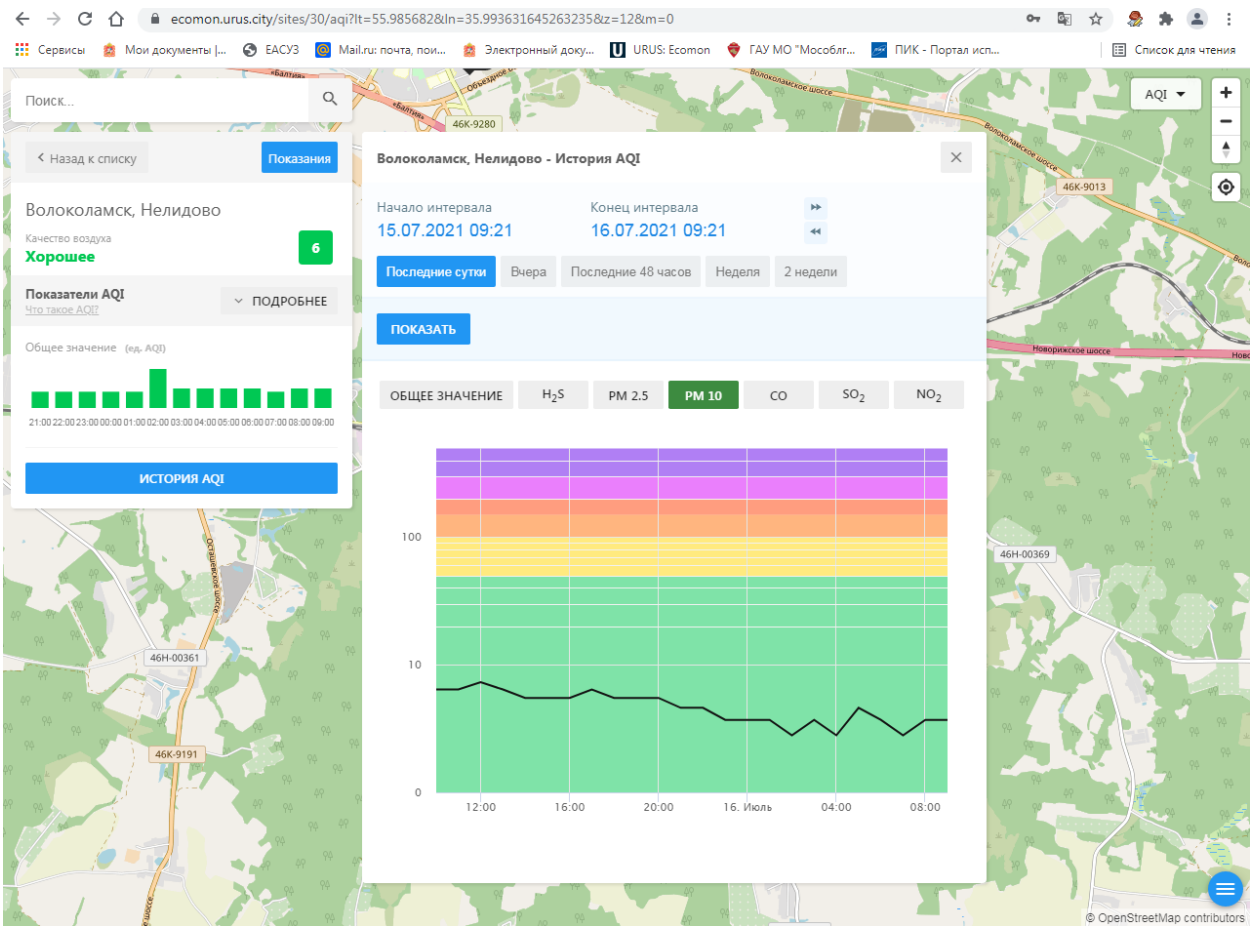 ecomon.urus.city/sites/30/aqi?lt=55.985682&ln=35.993631645263235&z=12&m=0
Сервисы Мои документы |... ЕАСУЗ Mail.ru: почта, пои... Электронный доку... URUS: Ecomon ГАУ МО "Мособлг... ПИК - Портал исп... Список для чтения
Поиск...
«Балтия»
Объездное
Волоколамское шоссе
AQI
+
−
«Балтия»
46К-9280
Волоколамское шоссе
46К-9013
Назад к списку Показания
Волоколамск, Нелидово
Качество воздуха
Хорошее
6
Показатели AQI
Что такое AQI?
ПОДРОБНЕЕ
Общее значение (ед. AQI)
21:00 22:00 23:00 00:00 01:00 02:00 03:00 04:00 05:00 06:00 07:00 08:00 09:00
ИСТОРИЯ AQI
Волоколамск, Нелидово - История AQI
Начало интервала Конец интервала
15.07.2021 09:21 16.07.2021 09:21
Последние сутки Вчера Последние 48 часов Неделя 2 недели
ПОКАЗАТЬ
ОБЩЕЕ ЗНАЧЕНИЕ H₂S PM 2.5 PM 10 CO SO₂ NO₂
100
10
0
12:00 16:00 20:00 16. Июль 04:00 08:00
Новорижское шоссе
46Н-00369
Осташёвское шоссе
46Н-00361
46К-9191
шоссе
© OpenStreetMap contributors